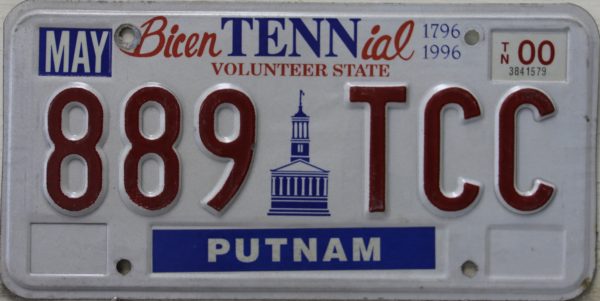 MAY BicenTENNial 1796 1996 TN 00
3841579
VOLUNTEER STATE
889 TCC
PUTNAM